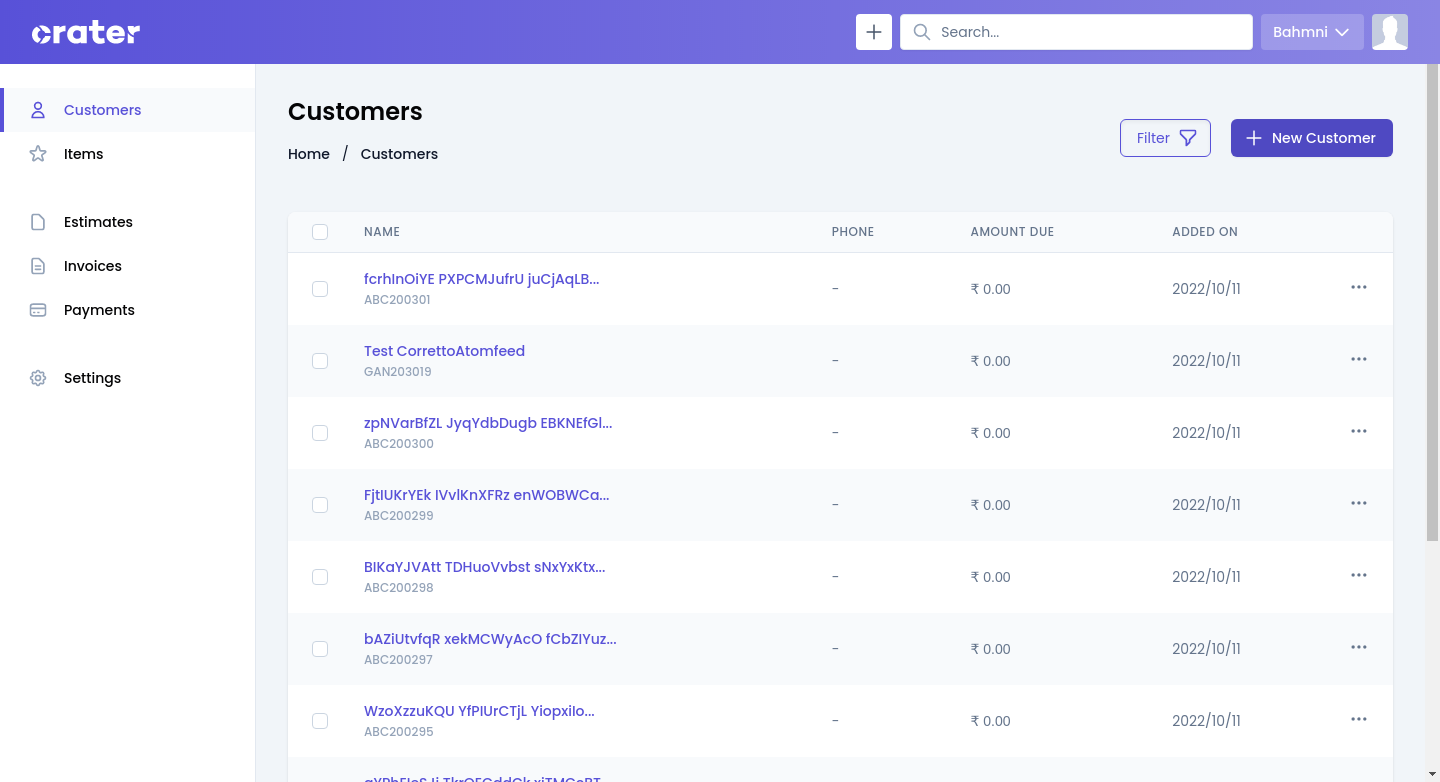 crater
Search...
Bahmni
Customers
Items
Estimates
Invoices
Payments
Settings
Customers
Home / Customers
Filter
New Customer
NAME PHONE AMOUNT DUE ADDED ON
fcrhInOiYE PXPCMJufrU juCjAqLB...
ABC200301
- ₹ 0.00 2022/10/11
Test CorrettoAtomfeed
GAN203019
- ₹ 0.00 2022/10/11
zpNVarBfZL JyqYdbDugb EBKNEfGl...
ABC200300
- ₹ 0.00 2022/10/11
FjtIUKrYEk IVvlKnXFRz enWOBWCa...
ABC200299
- ₹ 0.00 2022/10/11
BIKaYJVAtt TDHuoVvbst sNxYxKtx...
ABC200298
- ₹ 0.00 2022/10/11
bAZiUtvfqR xekMCWyAcO fCbZIYuz...
ABC200297
- ₹ 0.00 2022/10/11
WzoXzzuKQU YfPIUrCTjL YiopxiIo...
ABC200295
- ₹ 0.00 2022/10/11